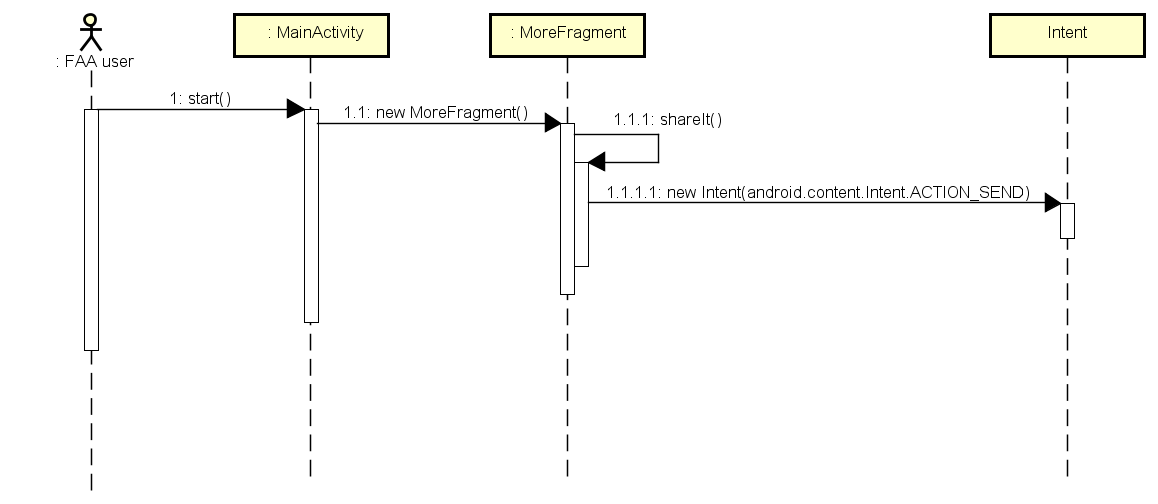 : FAA user
: MainActivity
: MoreFragment
Intent
1: start()
1.1: new MoreFragment()
1.1.1: shareIt()
1.1.1.1: new Intent(android.content.Intent.ACTION_SEND)